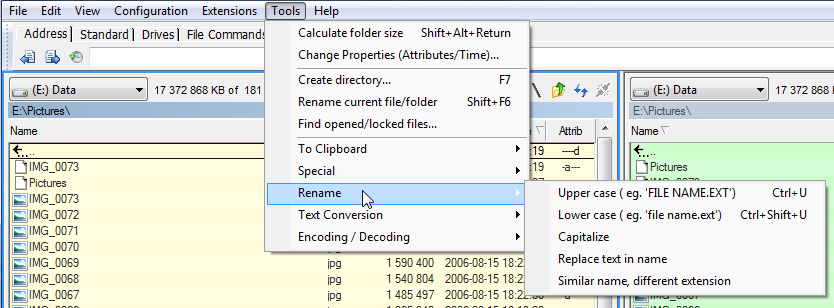 File Edit View Configuration Extensions Tools Help
Address Standard Drives File Commands
Calculate folder size Shift+Alt+Return
Change Properties (Attributes/Time)...
Create directory... F7
Rename current file/folder Shift+F6
Find opened/locked files...
To Clipboard
Special
Rename
Text Conversion
Encoding / Decoding
Upper case ( eg. 'FILE NAME.EXT') Ctrl+U
Lower case ( eg. 'file name.ext') Ctrl+Shift+U
Capitalize
Replace text in name
Similar name, different extension
(E:) Data 17 372 868 KB of 181
E:\Pictures\
Name Attrib
.. :19 ----d
IMG_0073 :19 -a---
Pictures
IMG_0073
IMG_0072
IMG_0071
IMG_0070
IMG_0069 jpg 1 590 400 2006-08-15 18:22
IMG_0068 jpg 1 540 804 2006-08-15 18:22
IMG_0067 jpg 1 485 497 2006-08-15 18:22
(E:) Data 17 372 868
E:\Pictures\
Name
..
Pictures